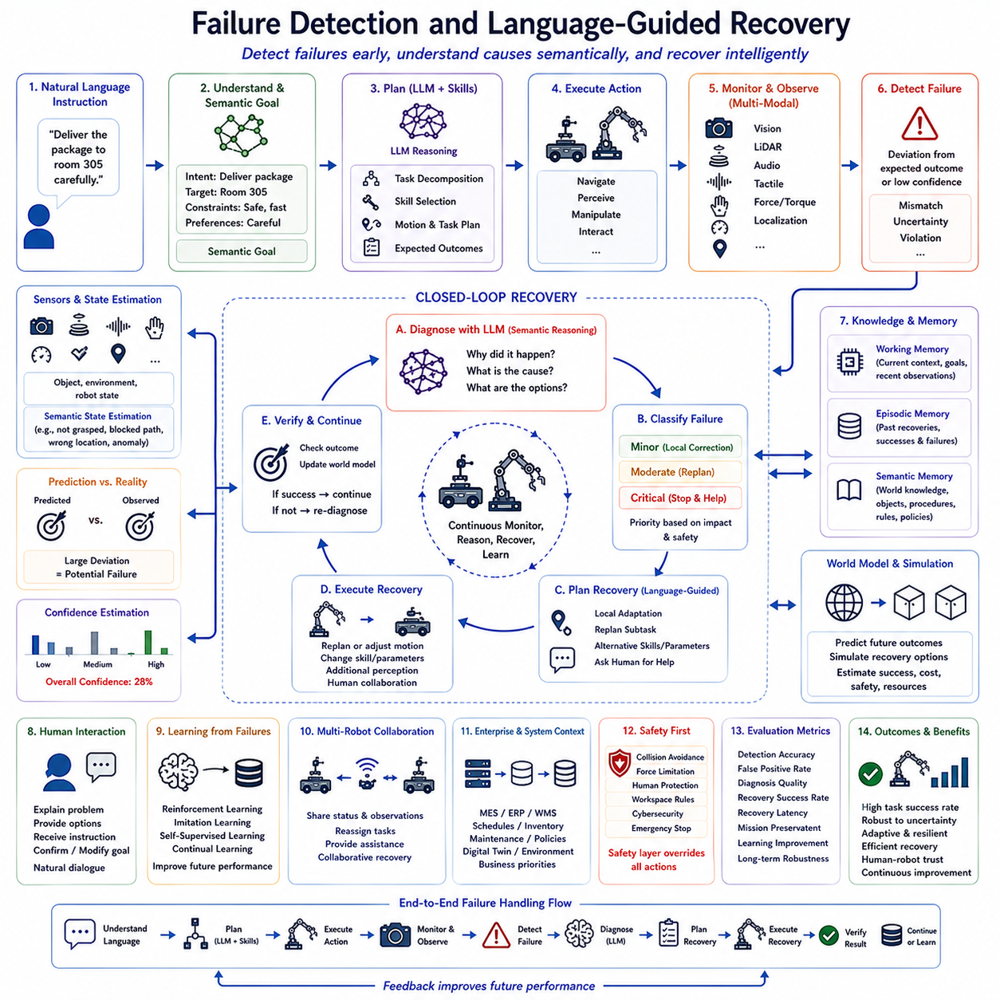 Failure Detection and Language-Guided Recovery
Detect failures early, understand causes semantically, and recover intelligently
1. Natural Language
Instruction
“Deliver the
package to
room 305
carefully.”
2. Understand &
Semantic Goal
Intent: Deliver package
Target: Room 305
Constraints: Safe, fast
Preferences: Careful
Semantic Goal
3. Plan (LLM + Skills)
LLM Reasoning
Task Decomposition
Skill Selection
Motion & Task Plan
Expected Outcomes
4. Execute Action
Navigate
Perceive
Manipulate
Interact
...
5. Monitor & Observe
(Multi-Modal)
Vision
LiDAR
Audio
Tactile
Force/Torque
Localization
...
6. Detect Failure
Deviation from
expected outcome
or low confidence
Mismatch
Uncertainty
Violation
...
Sensors & State Estimation
...
Object, environment,
robot state
Semantic State Estimation
(e.g., not grasped, blocked path,
wrong location, anomaly)
Prediction vs. Reality
Predicted
Observed
vs.
Large Deviation
= Potential Failure
Confidence Estimation
Low
Medium
High
Overall Confidence: 28%
CLOSED-LOOP RECOVERY
A. Diagnose with LLM (Semantic Reasoning)
Why did it happen?
What is the cause?
What are the options?
B. Classify Failure
Minor (Local Correction)
Moderate (Replan)
Critical (Stop & Help)
Priority based on impact
& safety
C. Plan Recovery (Language-Guided)
Local Adaptation
Replan Subtask
Alternative Skills/Parameters
Ask Human for Help
D. Execute Recovery
Replan or adjust motion
Change skill/parameters
Additional perception
Human collaboration
E. Verify & Continue
Check outcome
Update world model
If success → continue
If not → re-diagnose
Continuous Monitor,
Reason, Recover,
Learn
7. Knowledge & Memory
Working Memory
(Current context, goals,
recent observations)
Episodic Memory
(Past recoveries,
successes & failures)
Semantic Memory
(World knowledge,
objects, procedures,
rules, policies)
World Model & Simulation
Predict future outcomes
Simulate recovery options
Estimate success, cost,
safety, resources
8. Human Interaction
Explain problem
Provide options
Receive instruction
Confirm / Modify goal
Natural dialogue
9. Learning from Failures
Reinforcement Learning
Imitation Learning
Self-Supervised Learning
Continual Learning
Improve future performance
10. Multi-Robot Collaboration
Share status & observations
Reassign tasks
Provide assistance
Collaborative recovery
11. Enterprise & System Context
MES / ERP / WMS
Schedules / Inventory
Maintenance / Policies
Digital Twin / Environment
Business priorities
12. Safety First
Collision Avoidance
Force Limitation
Human Protection
Workspace Rules
Cybersecurity
Emergency Stop
Safety layer overrides
all actions
13. Evaluation Metrics
Detection Accuracy
False Positive Rate
Diagnosis Quality
Recovery Success Rate
Recovery Latency
Mission Preservatent
Learning Improvement
Long-term Robustness
14. Outcomes & Benefits
High task success rate
Robust to uncertainty
Adaptive & resilient
Efficient recovery
Human-robot trust
Continuous improvement
End-to-End Failure Handling Flow
Understand
Language
Plan
(LLM + Skills)
Execute
Action
Monitor &
Observe
Detect
Failure
Diagnose
(LLM)
Plan
Recovery
Execute
Recovery
Verify
Result
Continue
or Learn
Feedback improves future performance